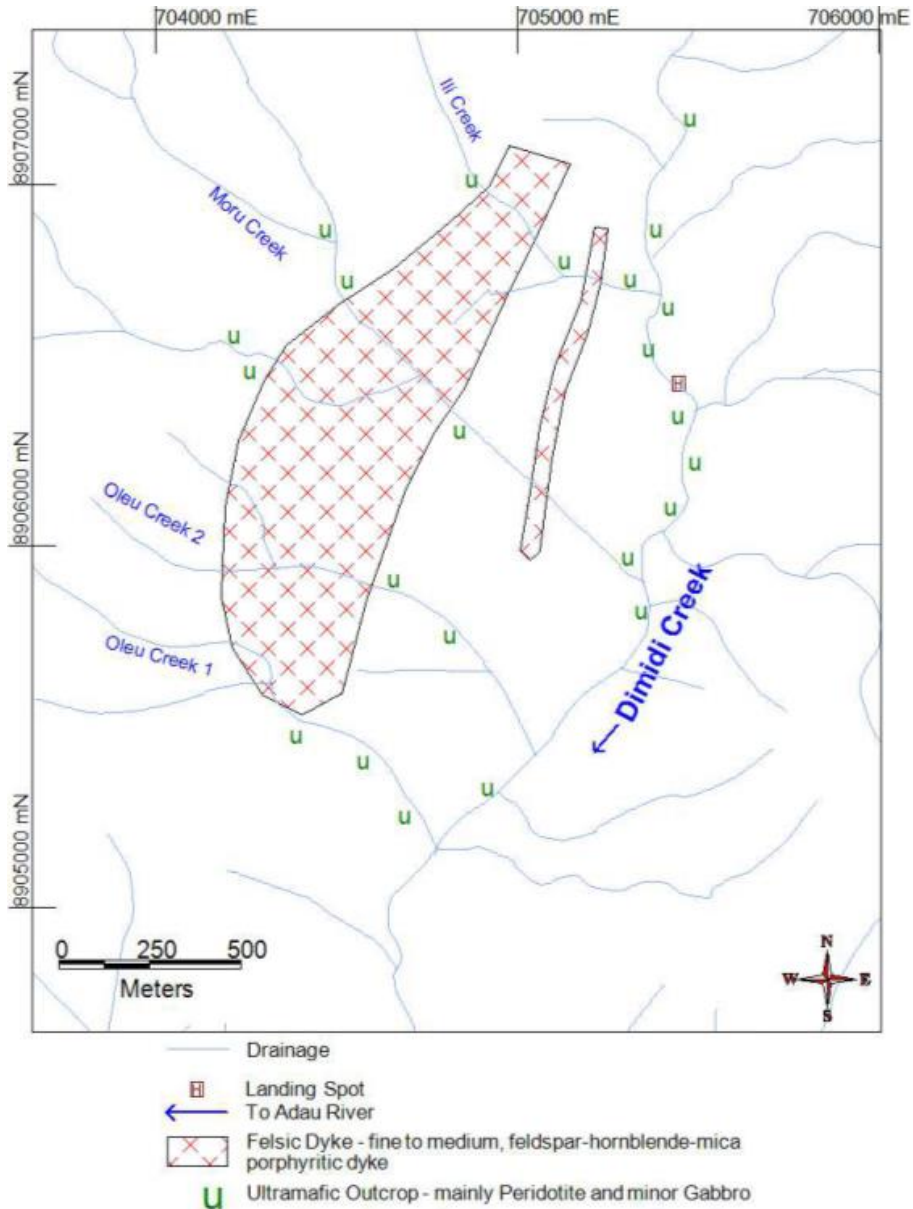 704000 mE
705000 mE
706000 mE
8907000 mN
8906000 mN
8905000 mN
Ili Creek
u
u
Moru Creek
u
u
u
u
u
u
u
u
u
H
u
u
u
u
Oleu Creek 2
u
u
u
Oleu Creek 1
u
Dimidi Creek
u
u
u
u
0 250 500
Meters
N
W E
S
Drainage
H Landing Spot
To Adau River
Felsic Dyke - fine to medium, feldspar-hornblende-mica
porphyritic dyke
u Ultramafic Outcrop - mainly Peridotite and minor Gabbro